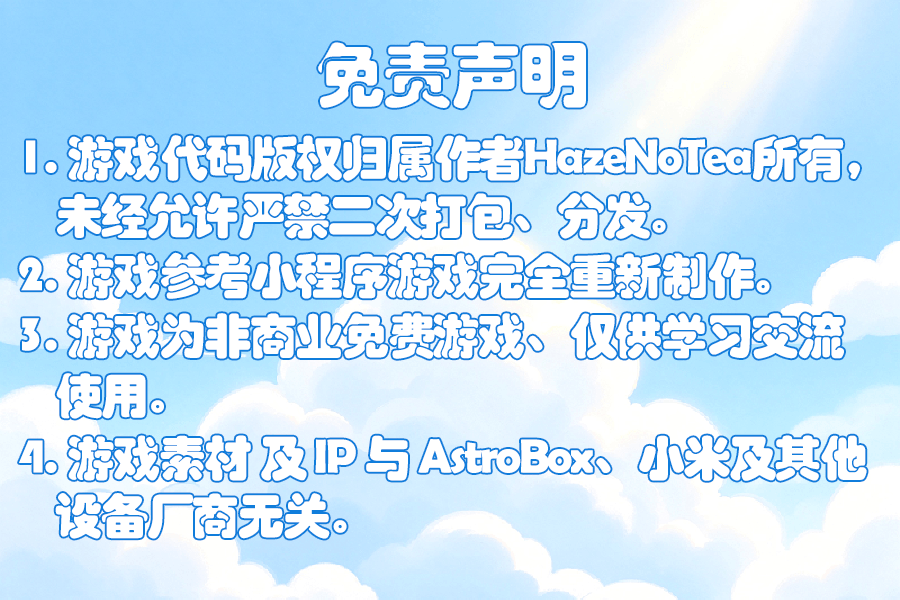 免责声明
1. 游戏代码版权归属作者HazeNoTea所有，
未经允许严禁二次打包、分发。
2. 游戏参考小程序游戏完全重新制作。
3. 游戏为非商业免费游戏、仅供学习交流
使用。
4. 游戏素材及IP与AstroBox、小米及其他
设备厂商无关。